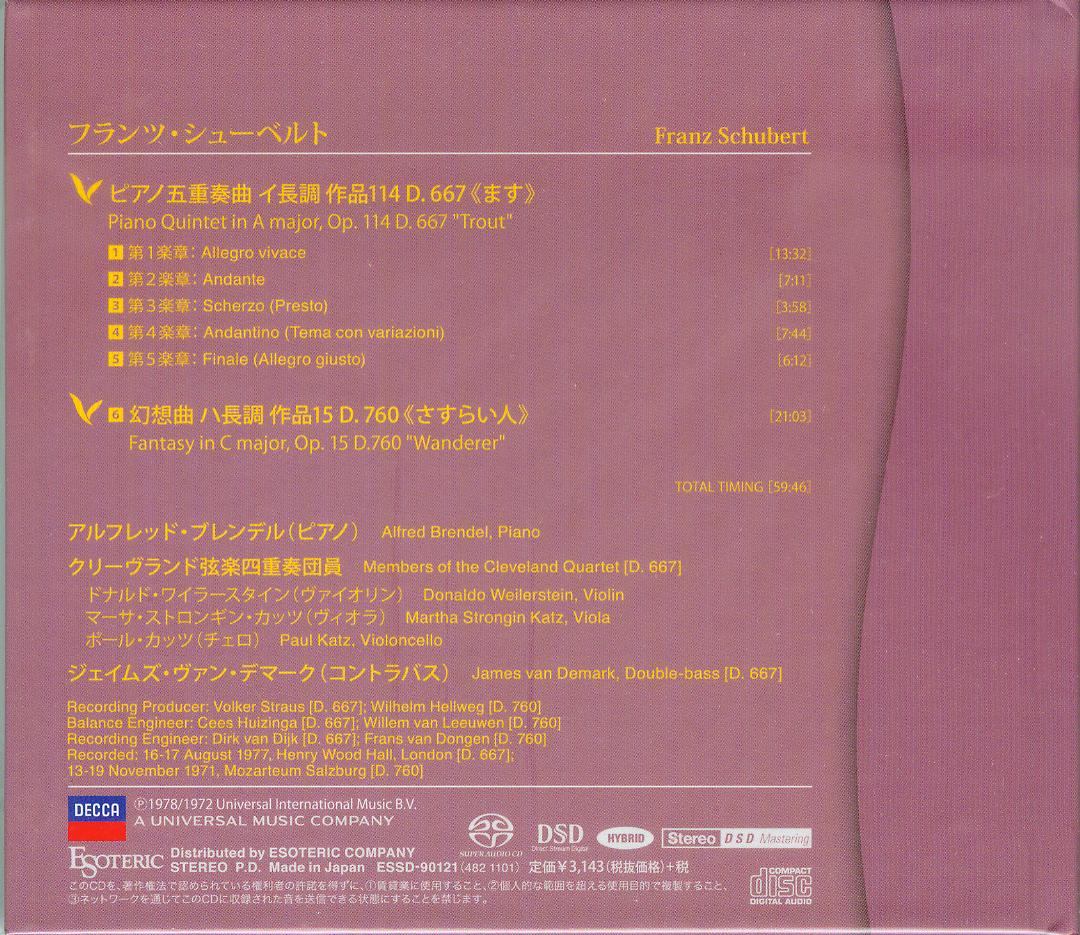 フランツ・シューベルト Franz Schubert
ピアノ五重奏曲 イ長調 作品114 D. 667《ます》
Piano Quintet in A major, Op. 114 D. 667 "Trout"
1 第1楽章: Allegro vivace [13:32]
2 第2楽章: Andante [7:11]
3 第3楽章: Scherzo (Presto) [3:58]
4 第4楽章: Andantino (Tema con variazioni) [7:44]
5 第5楽章: Finale (Allegro giusto) [6:12]
6 幻想曲 ハ長調 作品15 D. 760《さすらい人》 [21:03]
Fantasy in C major, Op. 15 D.760 "Wanderer"
TOTAL TIMING [59:46]
アルフレッド・ブレンデル(ピアノ) Alfred Brendel, Piano
クリーヴランド弦楽四重奏団員 Members of the Cleveland Quartet [D. 667]
ドナルド・ワイラースタイン(ヴァイオリン) Donaldo Weilerstein, Violin
マーサ・ストロンギン・カッツ(ヴィオラ) Martha Strongin Katz, Viola
ポール・カッツ(チェロ) Paul Katz, Violoncello
ジェイムズ・ヴァン・デマーク(コントラバス) James van Demark, Double-bass [D. 667]
Recording Producer: Volker Straus [D. 667]; Wilhelm Hellweg [D. 760]
Balance Engineer: Cees Huizinga [D. 667]; Willem van Leeuwen [D. 760]
Recording Engineer: Dirk van Dijk [D. 667]; Frans van Dongen [D. 760]
Recorded: 16-17 August 1977, Henry Wood Hall, London [D. 667];
13-19 November 1971, Mozarteum Salzburg [D. 760]
DECCA ℗1978/1972 Universal International Music B.V.
A UNIVERSAL MUSIC COMPANY
SUPER AUDIO CD DSD Direct Stream Digital HYBRID Stereo DSD Mastering
ESOTERIC Distributed by ESOTERIC COMPANY
STEREO P.D. Made in Japan ESSD-90121 (482 1101) 定価¥3,143(税抜価格)+税
このCDを、著作権法で認められている権利者の許諾を得ずに、①賃貸業に使用すること、②個人的な範囲を超える使用目的で複製すること、
③ネットワークを通じてこのCDに収録された音を送信できる状態にすることを禁じます。
COMPACT disc DIGITAL AUDIO